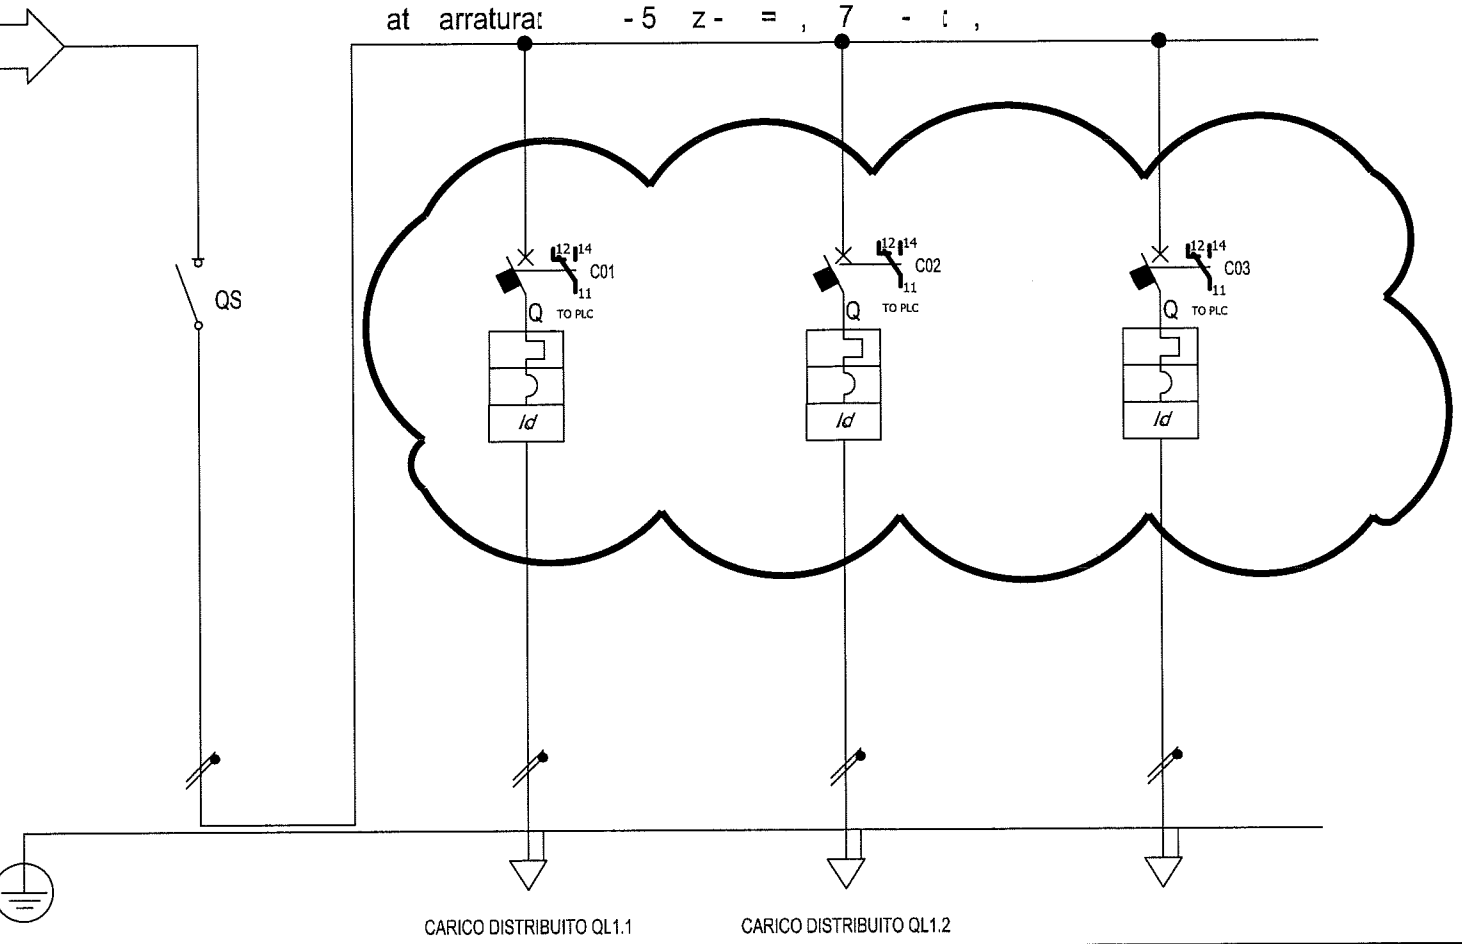 12 14
C01
11
Q TO PLC
Id
12 14
C02
11
Q TO PLC
Id
12 14
C03
11
Q TO PLC
Id
QS
CARICO DISTRIBUITO QL1.1
CARICO DISTRIBUITO QL1.2